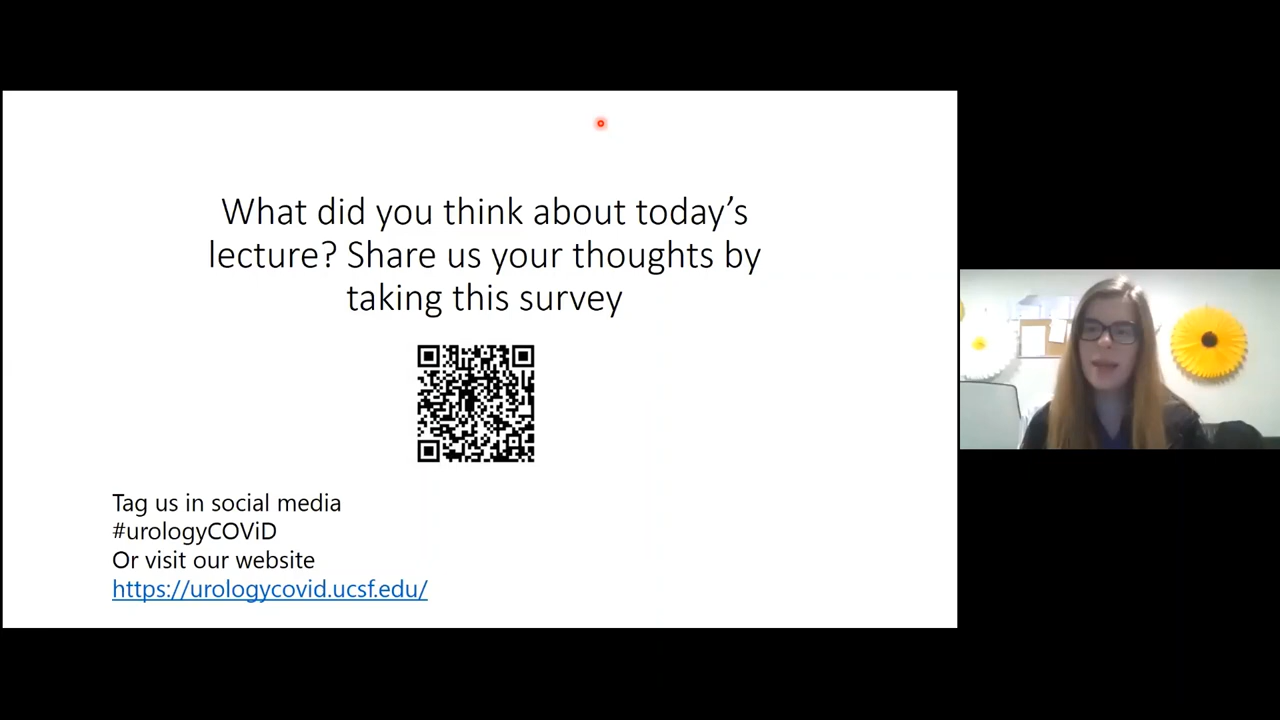 What did you think about today’s
lecture? Share us your thoughts by
taking this survey
Tag us in social media
#urologyCOViD
Or visit our website
https://urologycovid.ucsf.edu/